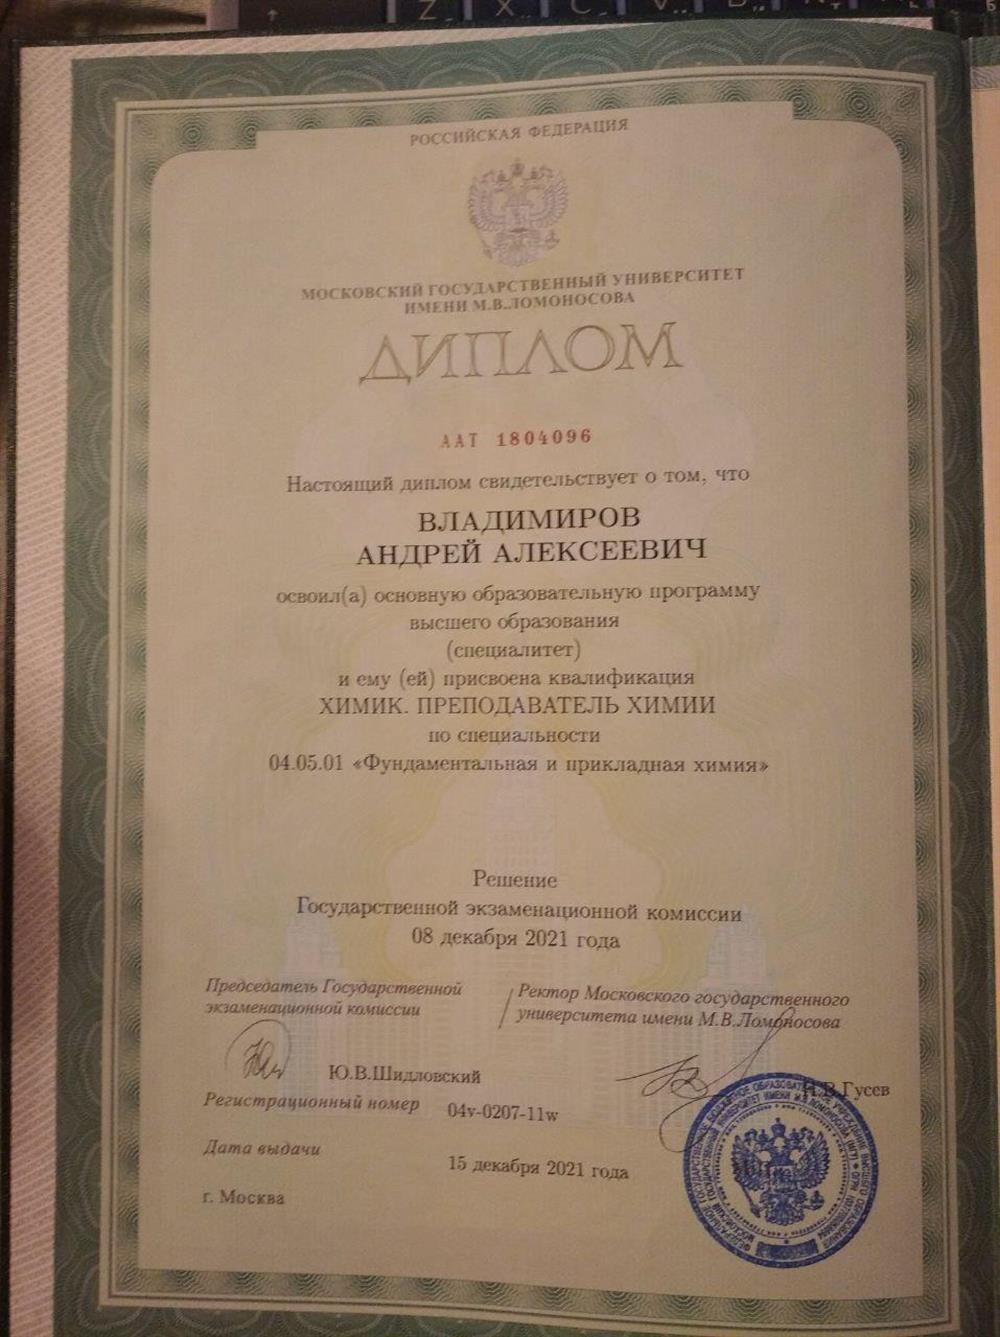 Z X C V B
РОССИЙСКАЯ ФЕДЕРАЦИЯ
МОСКОВСКИЙ ГОСУДАРСТВЕННЫЙ УНИВЕРСИТЕТ
ИМЕНИ М.В.ЛОМОНОСОВА
ДИПЛОМ
ААТ 1804096
Настоящий диплом свидетельствует о том, что
ВЛАДИМИРОВ
АНДРЕЙ АЛЕКСЕЕВИЧ
освоил(а) основную образовательную программу
высшего образования
(специалитет)
и ему (ей) присвоена квалификация
ХИМИК. ПРЕПОДАВАТЕЛЬ ХИМИИ
по специальности
04.05.01 «Фундаментальная и прикладная химия»
Решение
Государственной экзаменационной комиссии
08 декабря 2021 года
Председатель Государственной
экзаменационной комиссии
Ю.В.Шидловский
Ректор Московского государственного
университета имени М.В.Ломоносова
В.Гусев
Регистрационный номер 04v-0207-11w
Дата выдачи 15 декабря 2021 года
г. Москва